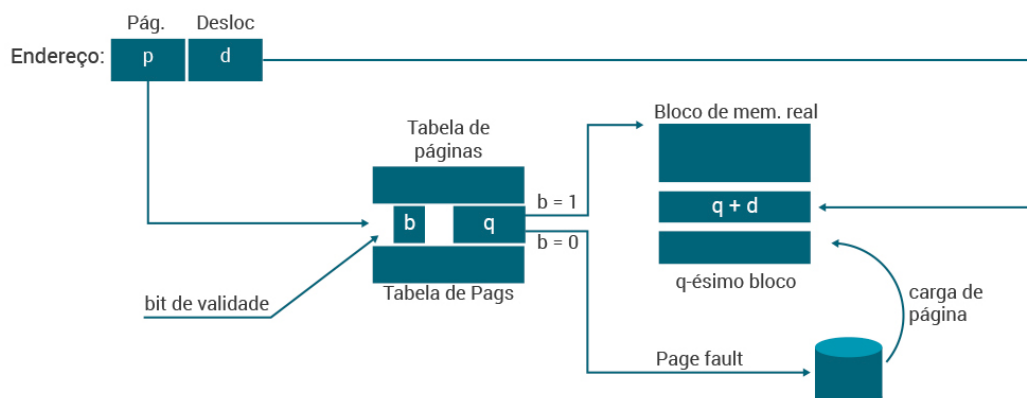 Pág.
Desloc
Endereço:
p
d
Bloco de mem. real
Tabela de
páginas
b = 1
b
q
q + d
b = 0
Tabela de Pags
q-ésimo bloco
bit de validade
carga de
página
Page fault